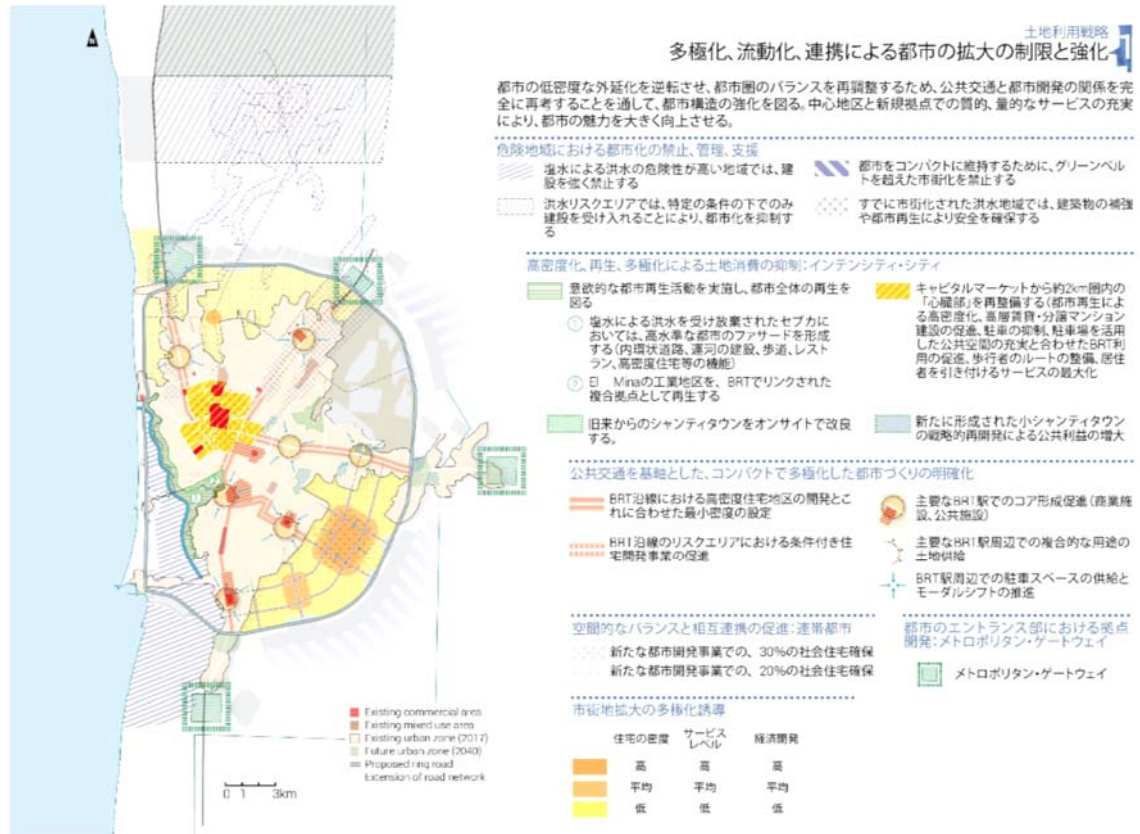 N
土地利用戦略
1
多極化、流動化、連携による都市の拡大の制限と強化
都市の低密度な外延化を逆転させ、都市圏のバランスを再調整するため、公共交通と都市開発の関係を完
全に再考することを通して、都市構造の強化を図る。中心地区と新規拠点での質的、量的なサービスの充実
により、都市の魅力を大きく向上させる。
危険地域における都市化の禁止、管理、支援
塩水による洪水の危険性が高い地域では、建
設を強く禁止する
都市をコンパクトに維持するために、グリーンベル
トを超えた市街化を禁止する
洪水リスクエリアでは、特定の条件の下でのみ
建設を受け入れることにより、都市化を抑制す
る
すでに市街化された洪水地域では、建築物の補強
や都市再生により安全を確保する
高密度化、再生、多極化による土地消費の抑制:インテンシティ・シティ
意欲的な都市再生活動を実施し、都市全体の再生を
図る
① 塩水による洪水を受け放棄されたセブカに
おいては、高水準な都市のファサードを形成
する(内環状道路、運河の建設、歩道、レスト
ラン、高密度住宅等の機能)
② El Minaの工業地区を、BRTでリンクされた
複合拠点として再生する
キャピタルマーケットから約2km圏内の
「心臓部」を再整備する(都市再生によ
る高密度化、高層賃貸・分譲マンション
建設の促進、駐車の抑制、駐車場を活用
した公共空間の充実と合わせたBRT利
用の促進、歩行者のルートの整備、居住
者を引き付けるサービスの最大化
旧来からのシャンティタウンをオンサイトで改良
する。
新たに形成された小シャンティタウン
の戦略的再開発による公共利益の増大
公共交通を基軸とした、コンパクトで多極化した都市づくりの明確化
BRT沿線における高密度住宅地区の開発とこ
れに合わせた最小密度の設定
BRT沿線のリスクエリアにおける条件付き住
宅開発事業の促進
主要なBRT駅でのコア形成促進(商業施
設、公共施設)
主要なBRT駅周辺での複合的な用途の
土地供給
BRT駅周辺での駐車スペースの供給と
モーダルシフトの推進
空間的なバランスと相互連携の促進:連帯都市
新たな都市開発事業での、30%の社会住宅確保
新たな都市開発事業での、20%の社会住宅確保
都市のエントランス部における拠点
開発:メトロポリタン・ゲートウェイ
メトロポリタン・ゲートウェイ
市街地拡大の多極化誘導
住宅の密度 サービスレベル 経済開発
高 高 高
平均 平均 平均
低 低 低
Existing commercial area
Existing mixed use area
Existing urban zone (2017)
Future urban zone (2040)
Proposed ring road
Extension of road network
0 1 3km